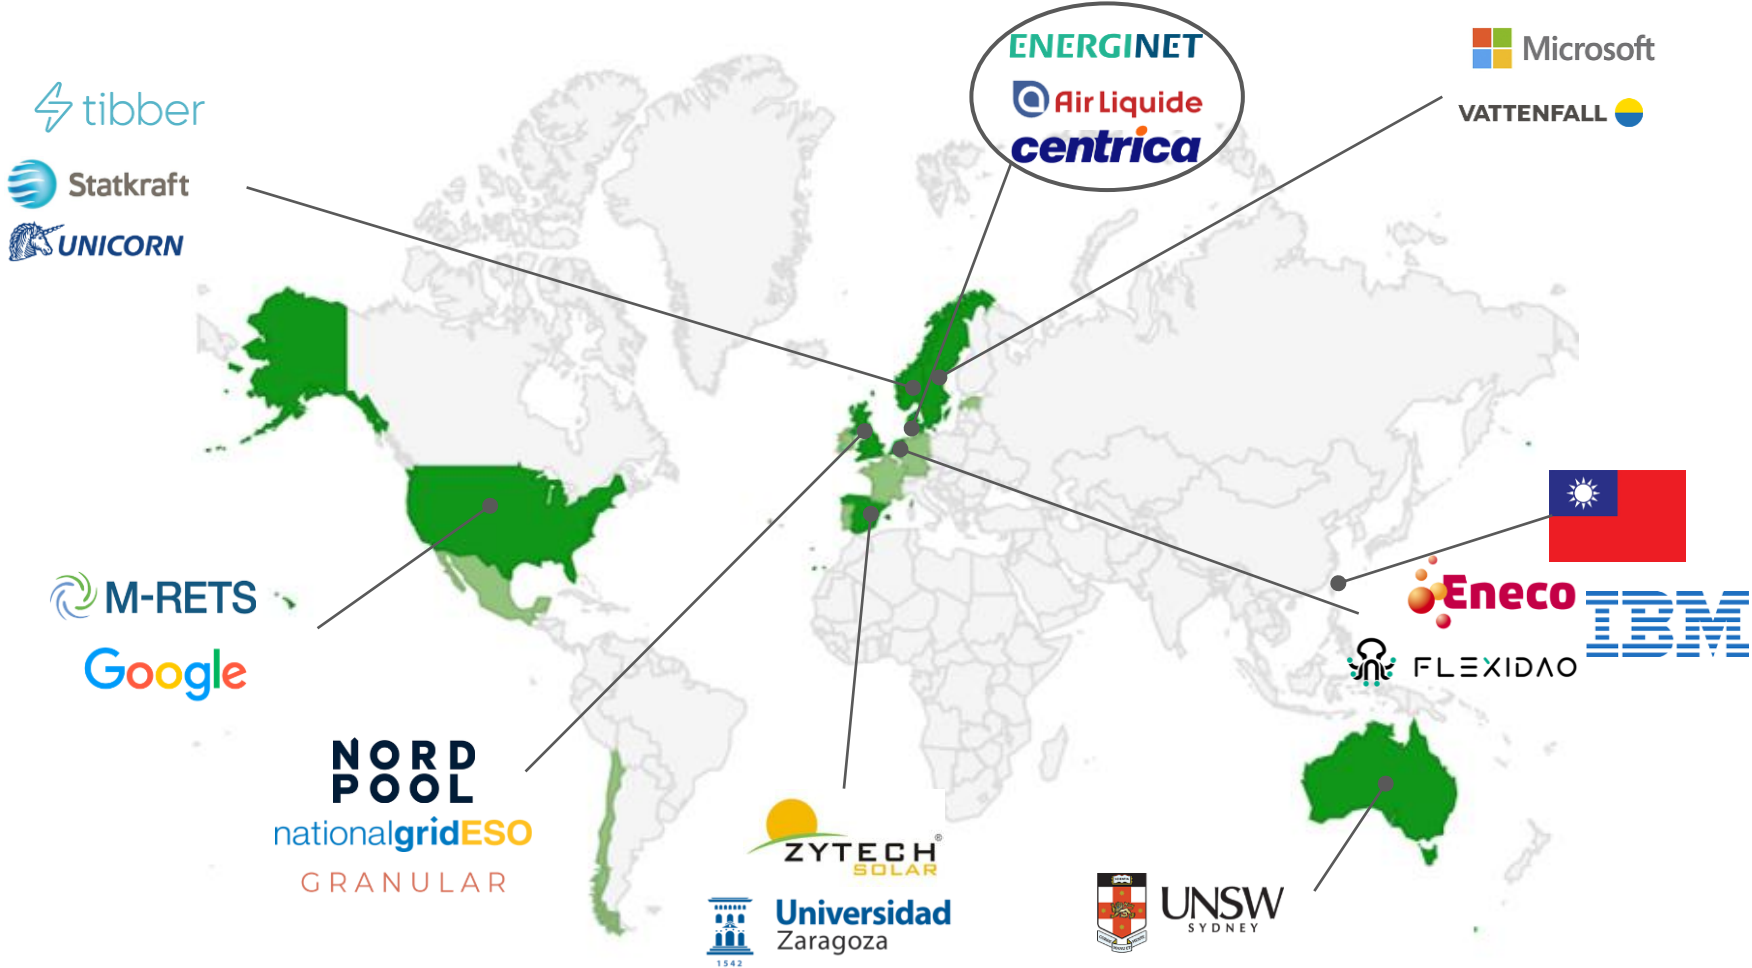 ENERGINET
Air Liquide
centrica
Microsoft
VATTENFALL
tibber
Statkraft
UNICORN
M-RETS
Google
Eneco
IBM
FLEXIDAO
NORD
POOL
nationalgridESO
GRANULAR
ZYTECH®
SOLAR
Universidad
Zaragoza
1542
UNSW
SYDNEY